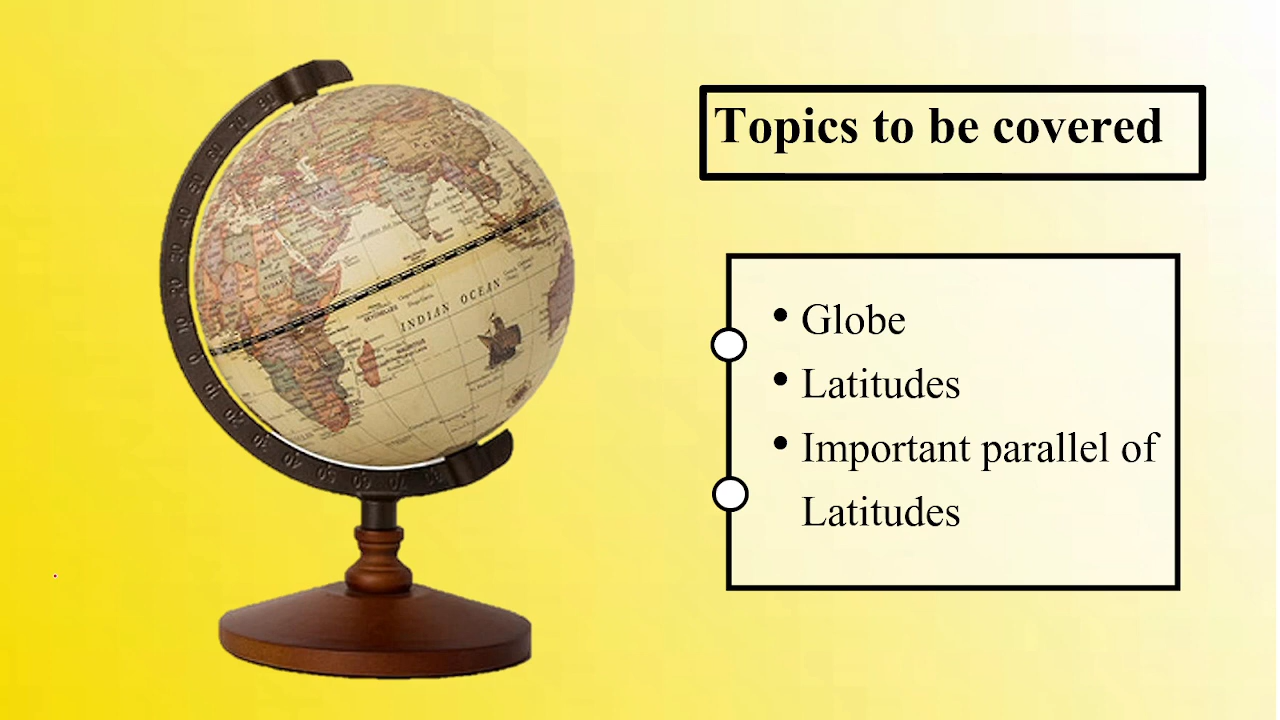 Topics to be covered
• Globe
• Latitudes
• Important parallel of
Latitudes
INDIAN OCEAN